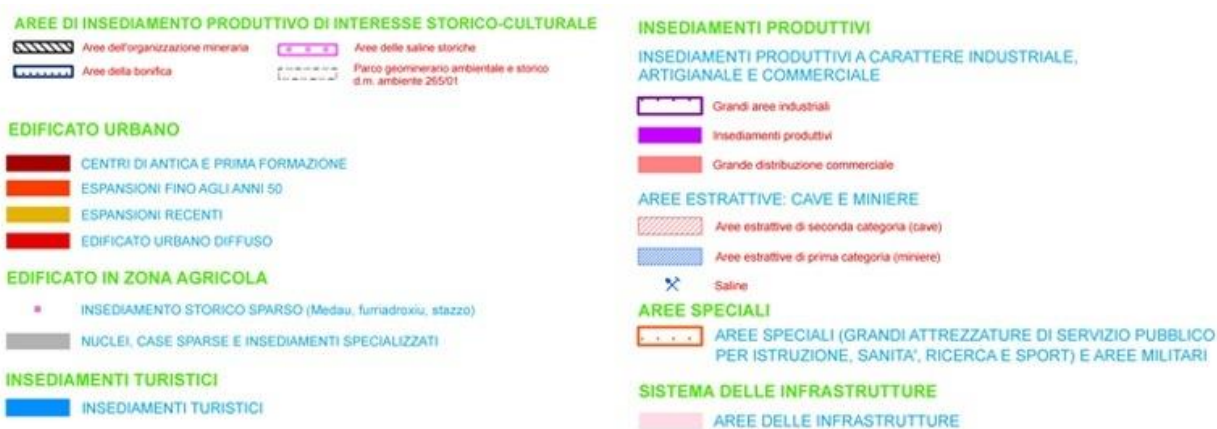 AREE DI INSEDIAMENTO PRODUTTIVO DI INTERESSE STORICO-CULTURALE
Aree dell'organizzazione mineraria
Aree della bonifica
Aree delle saline storiche
Parco geominerario ambientale e storico
d.m. ambiente 265/01
EDIFICATO URBANO
CENTRI DI ANTICA E PRIMA FORMAZIONE
ESPANSIONI FINO AGLI ANNI 50
ESPANSIONI RECENTI
EDIFICATO URBANO DIFFUSO
EDIFICATO IN ZONA AGRICOLA
INSEDIAMENTO STORICO SPARSO (Medau, furriadroxiu, stazzo)
NUCLEI, CASE SPARSE E INSEDIAMENTI SPECIALIZZATI
INSEDIAMENTI TURISTICI
INSEDIAMENTI TURISTICI
INSEDIAMENTI PRODUTTIVI
INSEDIAMENTI PRODUTTIVI A CARATTERE INDUSTRIALE,
ARTIGIANALE E COMMERCIALE
Grandi aree industriali
Insediamenti produttivi
Grande distribuzione commerciale
AREE ESTRATTIVE: CAVE E MINIERE
Aree estrattive di seconda categoria (cave)
Aree estrattive di prima categoria (miniere)
Saline
AREE SPECIALI
AREE SPECIALI (GRANDI ATTREZZATURE DI SERVIZIO PUBBLICO
PER ISTRUZIONE, SANITA', RICERCA E SPORT) E AREE MILITARI
SISTEMA DELLE INFRASTRUTTURE
AREE DELLE INFRASTRUTTURE